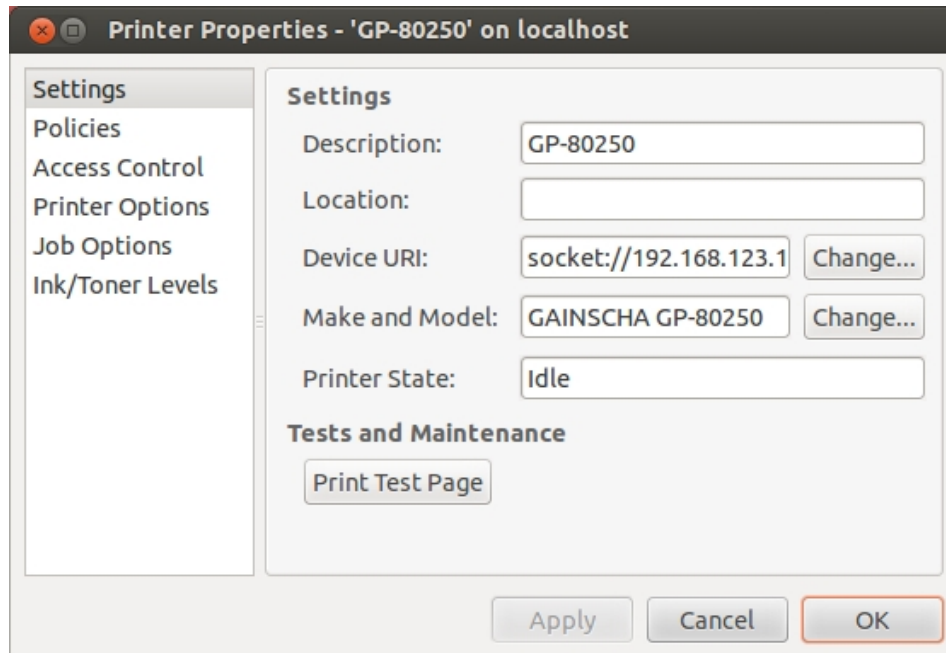 Printer Properties - 'GP-80250' on localhost
Settings
Policies
Access Control
Printer Options
Job Options
Ink/Toner Levels
Settings
Description: GP-80250
Location:
Device URI: socket://192.168.123.1 Change...
Make and Model: GAINSCHA GP-80250 Change...
Printer State: Idle
Tests and Maintenance
Print Test Page
Apply Cancel OK